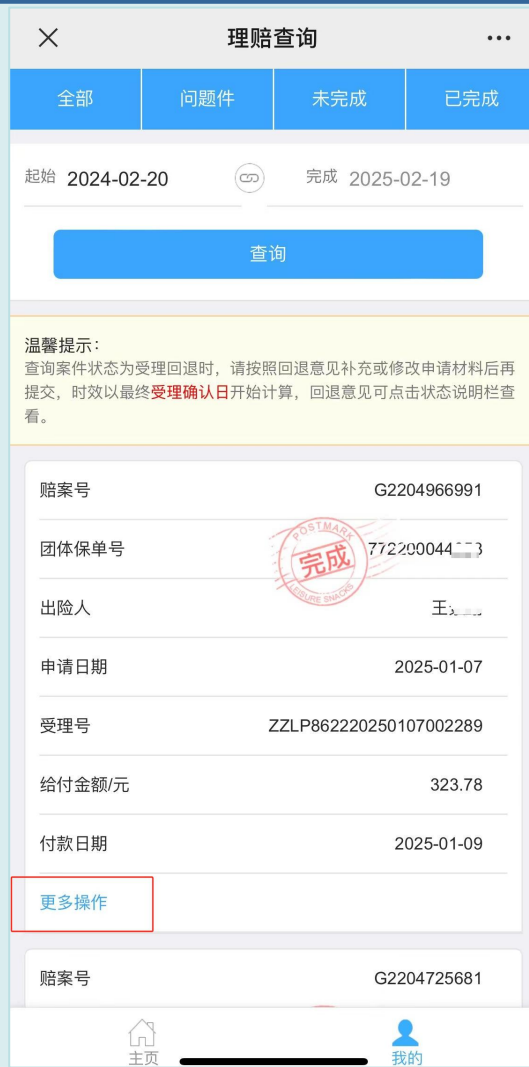 理赔查询
全部 问题件 未完成 已完成
起始 2024-02-20 完成 2025-02-19
查询
温馨提示：
查询案件状态为受理回退时，请按照回退意见补充或修改申请材料后再
提交，时效以最终受理确认日开始计算，回退意见可点击状态说明栏查
看。
赔案号 G2204966991
POSTMARK
团体保单号 完成 772200044
LEISURE SNACKS
出险人 王
申请日期 2025-01-07
受理号 ZZLP862220250107002289
给付金额/元 323.78
付款日期 2025-01-09
更多操作
赔案号 G2204725681
主页 我的